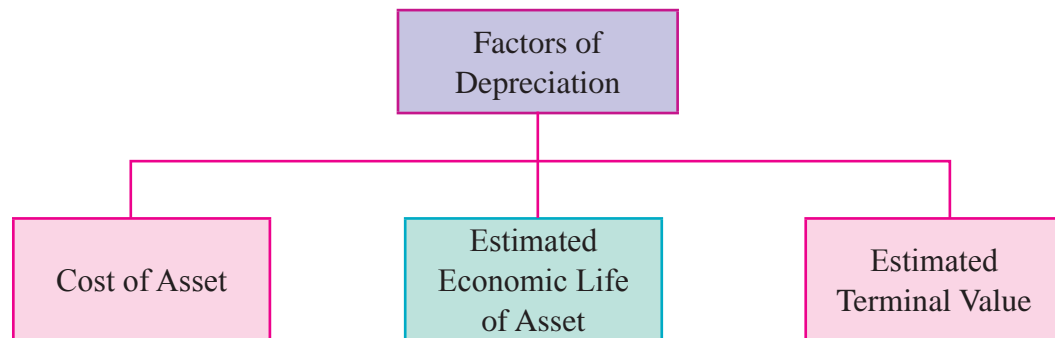 Factors of
Depreciation
Cost of Asset
Estimated
Economic Life
of Asset
Estimated
Terminal Value